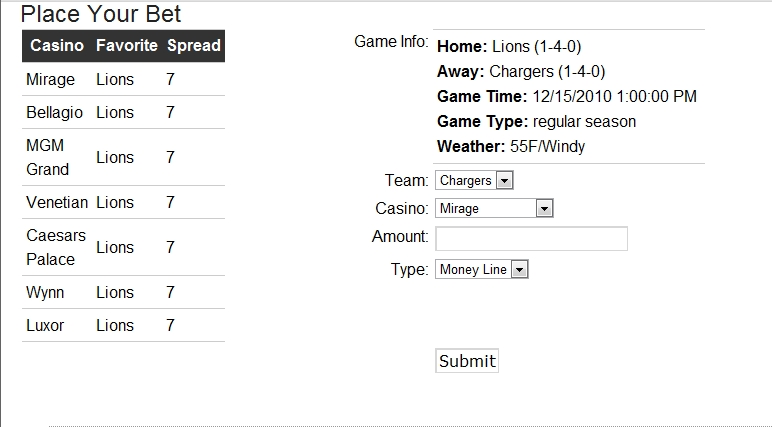 Place Your Bet
Casino Favorite Spread
Mirage Lions 7
Bellagio Lions 7
MGM
Grand Lions 7
Venetian Lions 7
Caesars
Palace Lions 7
Wynn Lions 7
Luxor Lions 7
Game Info:
Home: Lions (1-4-0)
Away: Chargers (1-4-0)
Game Time: 12/15/2010 1:00:00 PM
Game Type: regular season
Weather: 55F/Windy
Team: Chargers
Casino: Mirage
Amount:
Type: Money Line
Submit